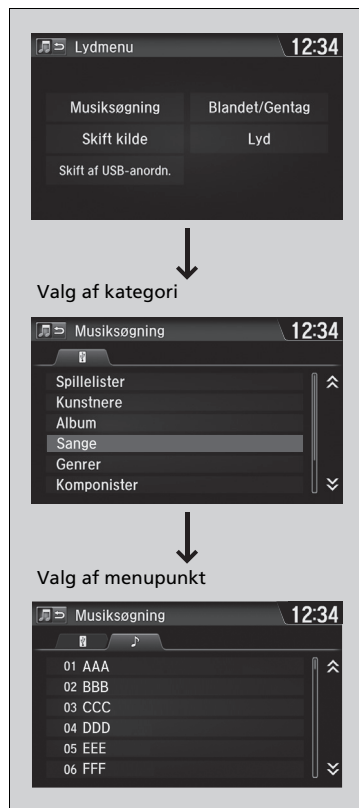 Lydmenu 12:34
Musiksøgning Blandet/Gentag
Skift kilde Lyd
Skift af USB-anordn.
Valg af kategori
Musiksøgning 12:34
Spillelister
Kunstnere
Album
Sange
Genrer
Komponister
Valg af menupunkt
Musiksøgning 12:34
01 AAA
02 BBB
03 CCC
04 DDD
05 EEE
06 FFF